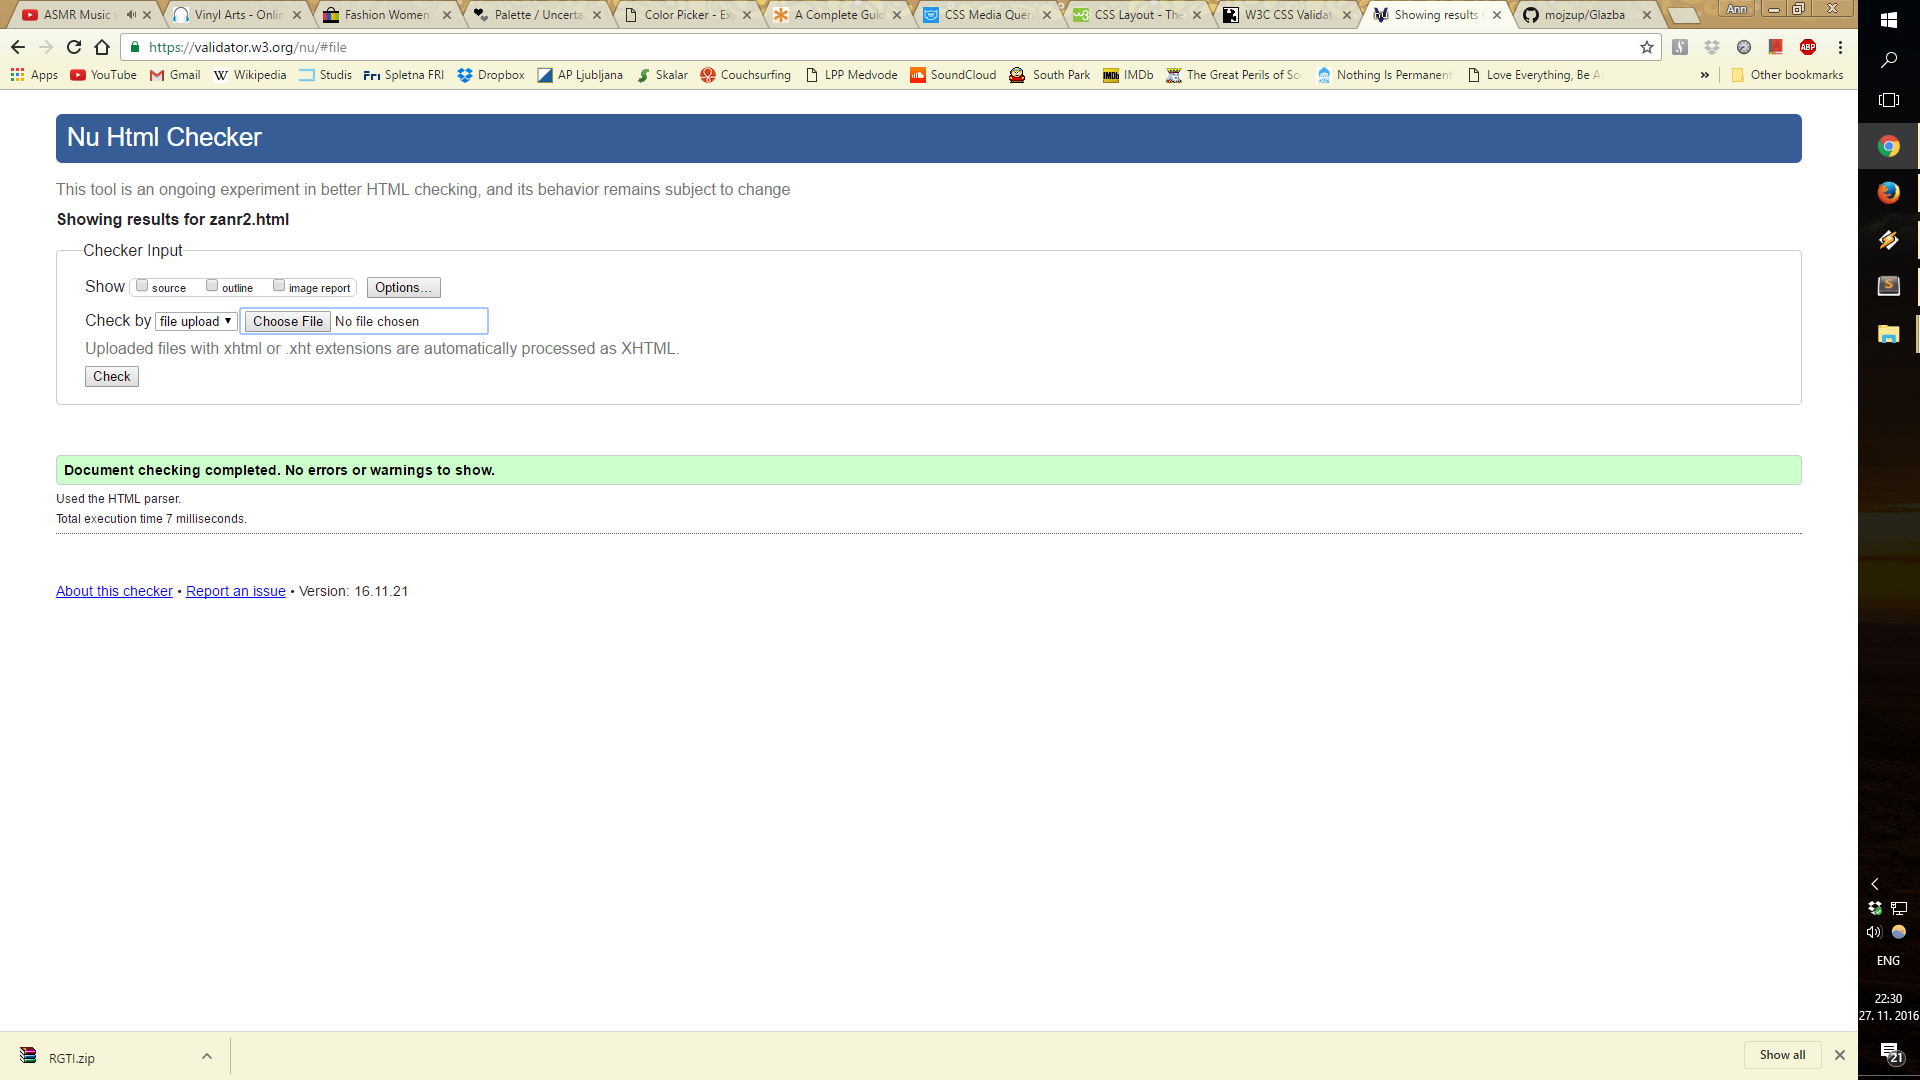 ASMR Music
Vinyl Arts - Onlin
Fashion Women
Palette / Uncerta
Color Picker - Ex
A Complete Guid
CSS Media Quer
CSS Layout - The
W3C CSS Validat
Showing results
mojzup/Glazba
Ann
https://validator.w3.org/nu/#file
ABP
Apps
YouTube
Gmail
Wikipedia
Studis
Spletna FRI
Dropbox
AP Ljubljana
Skalar
Couchsurfing
LPP Medvode
SoundCloud
South Park
IMDb
The Great Perils of So
Nothing Is Permanent
Love Everything, Be A
»
Other bookmarks
Nu Html Checker
This tool is an ongoing experiment in better HTML checking, and its behavior remains subject to change
Showing results for zanr2.html
Checker Input
Show source outline image report Options...
Check by file upload Choose File No file chosen
Uploaded files with xhtml or .xht extensions are automatically processed as XHTML.
Check
Document checking completed. No errors or warnings to show.
Used the HTML parser.
Total execution time 7 milliseconds.
About this checker • Report an issue • Version: 16.11.21
ENG
22:30
27. 11. 2016
21
RGTI.zip
Show all